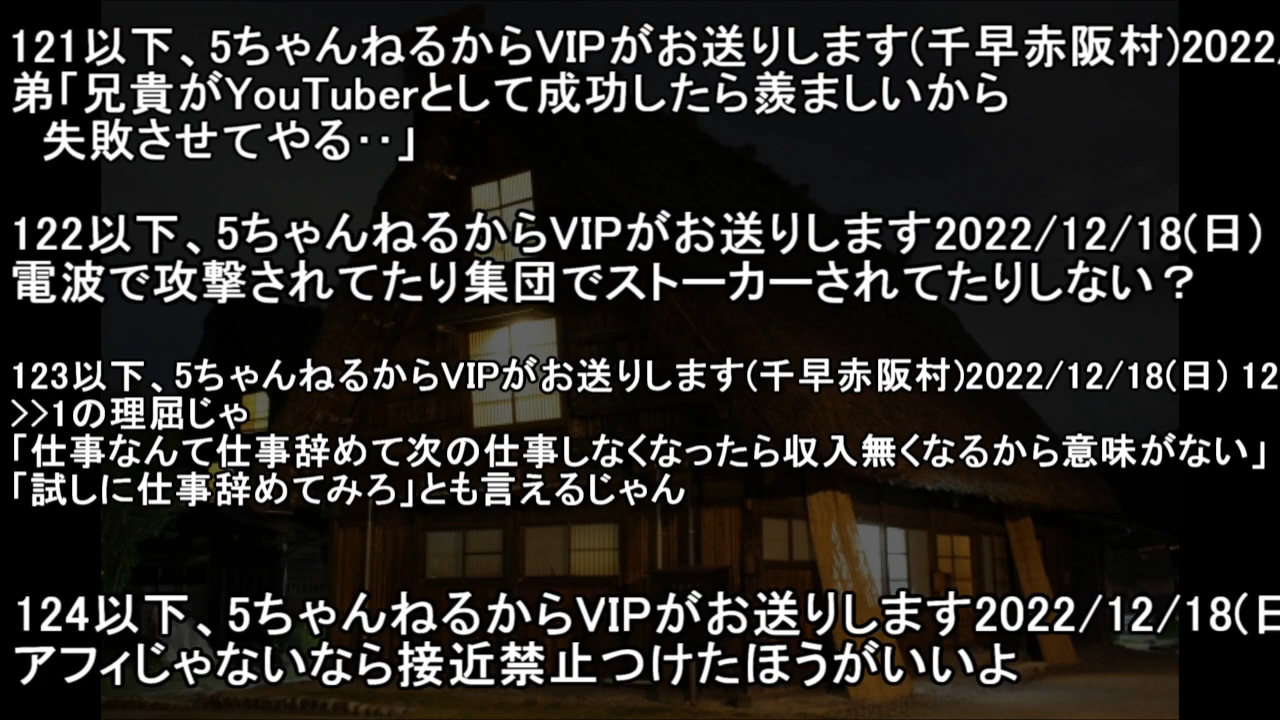 121以下、5ちゃんねるからVIPがお送りします(千早赤阪村)2022/
弟「兄貴がYouTuberとして成功したら羨ましいから
失敗させてやる‥」
122以下、5ちゃんねるからVIPがお送りします2022/12/18(日)
電波で攻撃されてたり集団でストーカーされてたりしない？
123以下、5ちゃんねるからVIPがお送りします(千早赤阪村)2022/12/18(日) 12
>>1の理屈じゃ
「仕事なんて仕事辞めて次の仕事しなくなったら収入無くなるから意味がない」
「試しに仕事辞めてみろ」とも言えるじゃん
124以下、5ちゃんねるからVIPがお送りします2022/12/18(日
アフィじゃないなら接近禁止つけたほうがいいよ